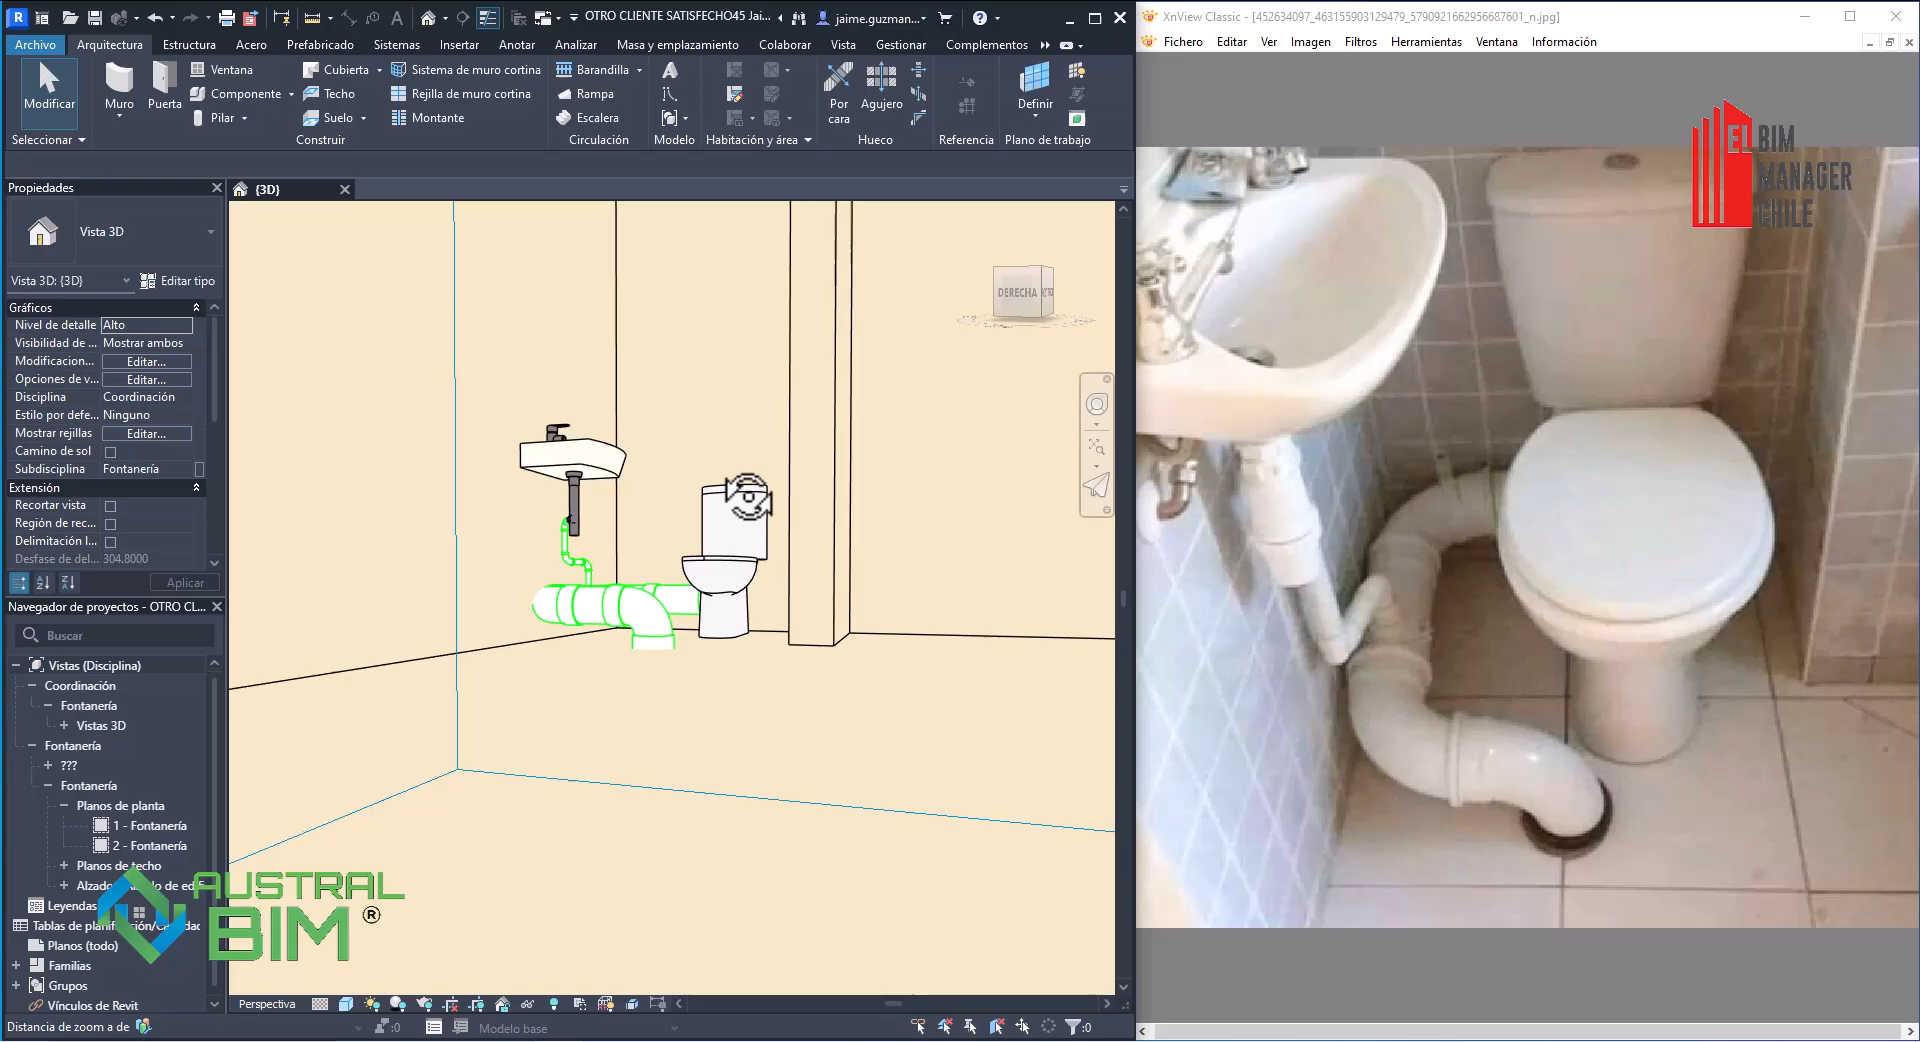 OTRO CLIENTE SATISFECHO45 Jai...
jaime.guzman...
Archivo
Arquitectura
Estructura
Acero
Prefabricado
Sistemas
Insertar
Anotar
Analizar
Masa y emplazamiento
Colaborar
Vista
Gestionar
Complementos
Modificar
Muro
Puerta
Ventana
Componente
Pilar
Cubierta
Techo
Suelo
Sistema de muro cortina
Rejilla de muro cortina
Montante
Barandilla
Rampa
Escalera
Por cara
Agujero
Definir
Seleccionar
Construir
Circulación
Modelo
Habitación y área
Hueco
Referencia
Plano de trabajo
Propiedades
{3D}
Vista 3D
Vista 3D: {3D}
Editar tipo
Gráficos
Nivel de detalle Alto
Visibilidad de ... Mostrar ambos
Modificacion... Editar...
Opciones de v... Editar...
Disciplina Coordinación
Estilo por defe... Ninguno
Mostrar rejillas Editar...
Camino de sol
Subdisciplina Fontanería
Extensión
Recortar vista
Región de rec...
Delimitación l...
Desfase de del... 304.8000
Aplicar
Navegador de proyectos - OTRO CL...
Buscar
Vistas (Disciplina)
Coordinación
Fontanería
Vistas 3D
Fontanería
???
Fontanería
Planos de planta
1 - Fontanería
2 - Fontanería
Planos de techo
Leyendas
Planos (todo)
Familias
Grupos
Vínculos de Revit
DERECHA
AUSTRAL
BIM ®
Perspectiva
Distancia de zoom a de
:0
Modelo base
:0
XnView Classic - [452634097_463155903129479_5790921662956687601_n.jpg]
Fichero
Editar
Ver
Imagen
Filtros
Herramientas
Ventana
Información
EL BIM
MANAGER
CHILE